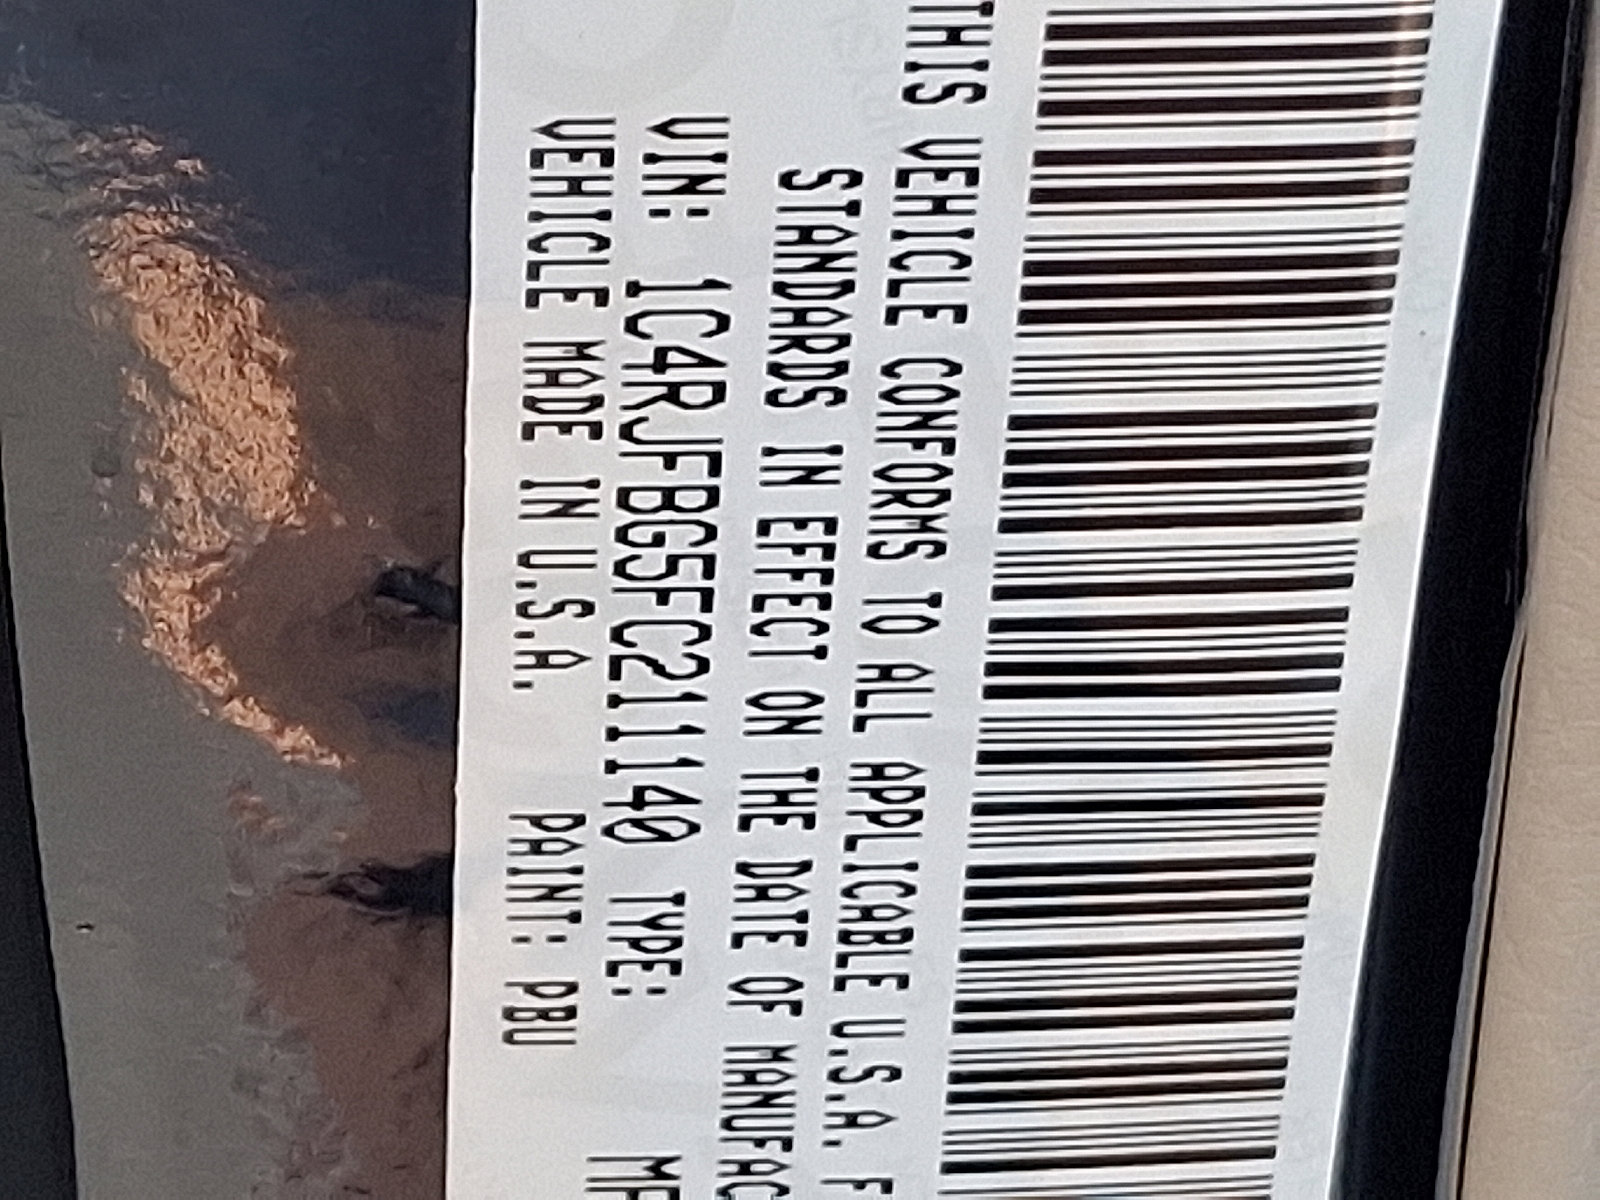 THIS VEHICLE CONFORMS TO ALL APPLICABLE U.S.A. F
STANDARDS IN EFFECT ON THE DATE OF MANUFAC
VIN: 1C4RJFBG5FC211140 TYPE: MP
VEHICLE MADE IN U.S.A. PAINT: PBU